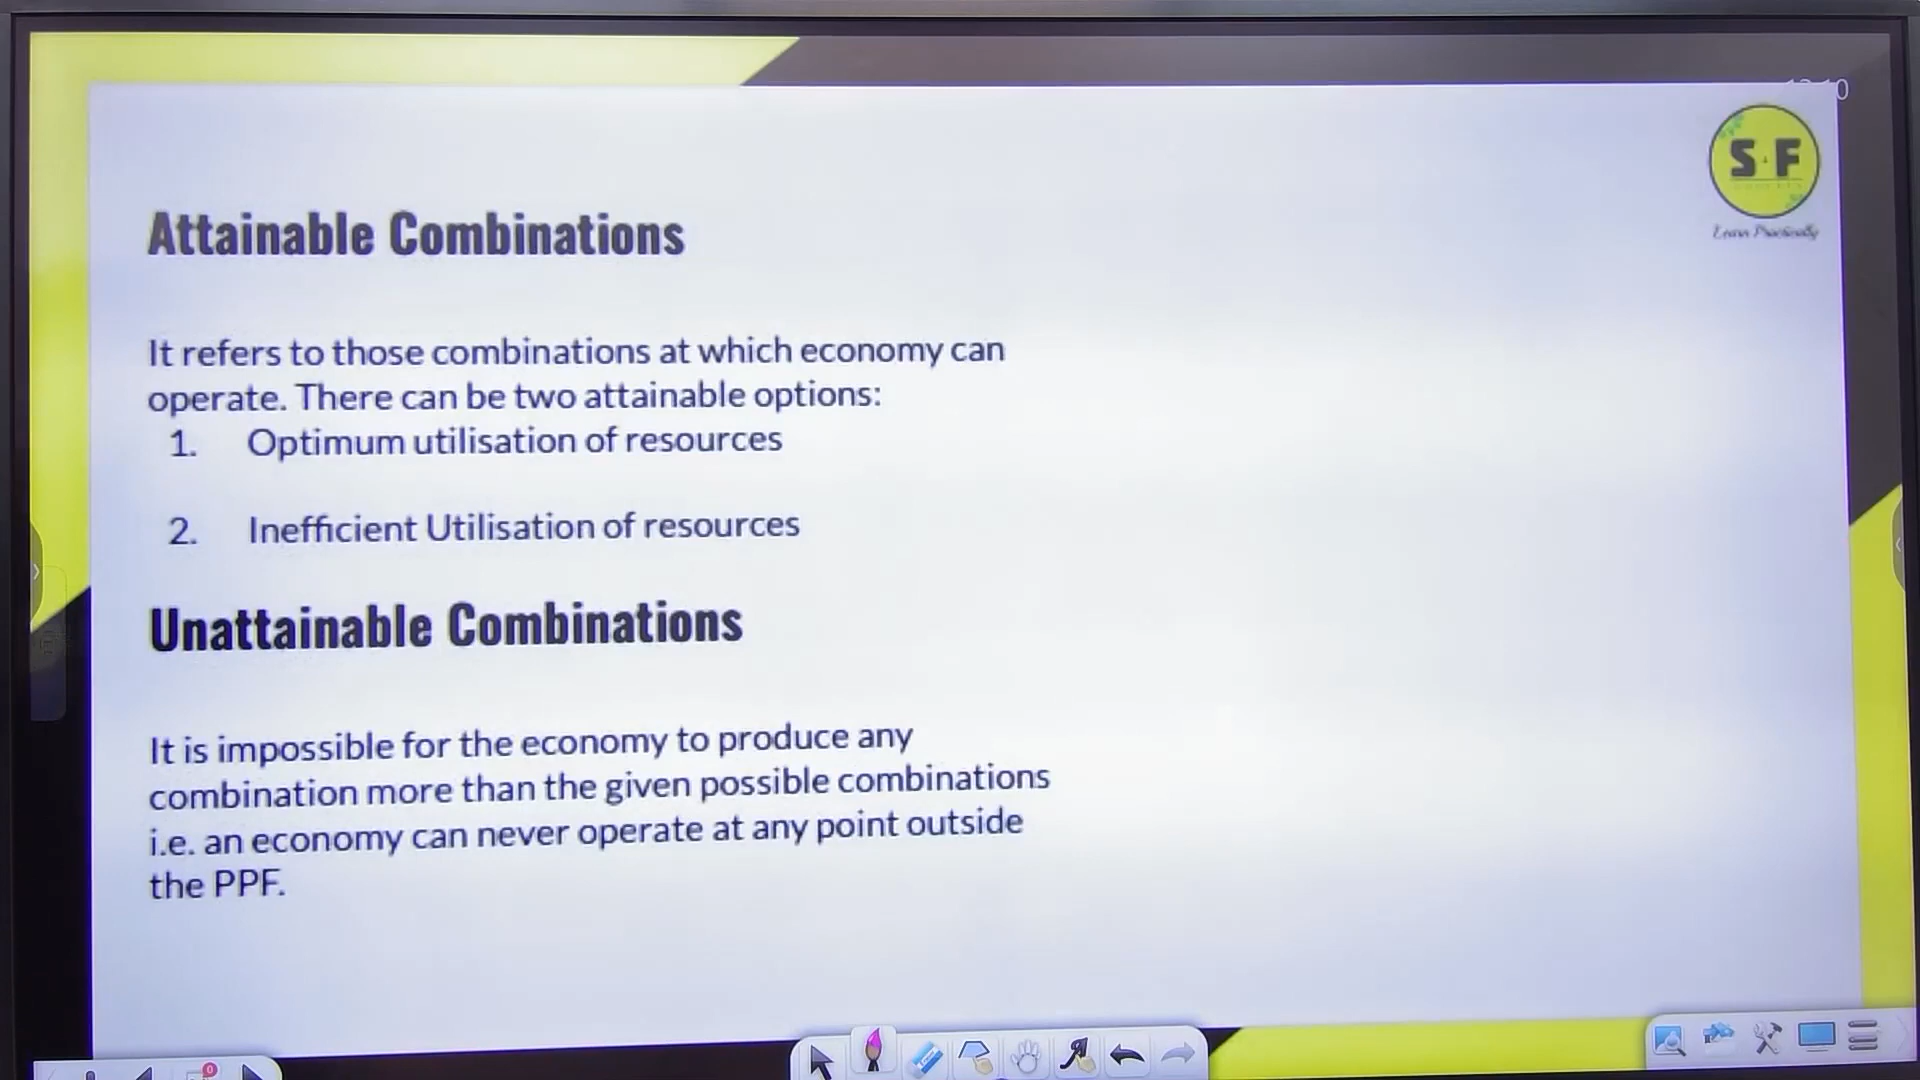 S F
Learn Practically
Attainable Combinations
It refers to those combinations at which economy can
operate. There can be two attainable options:
1. Optimum utilisation of resources
2. Inefficient Utilisation of resources
Unattainable Combinations
It is impossible for the economy to produce any
combination more than the given possible combinations
i.e. an economy can never operate at any point outside
the PPF.
0